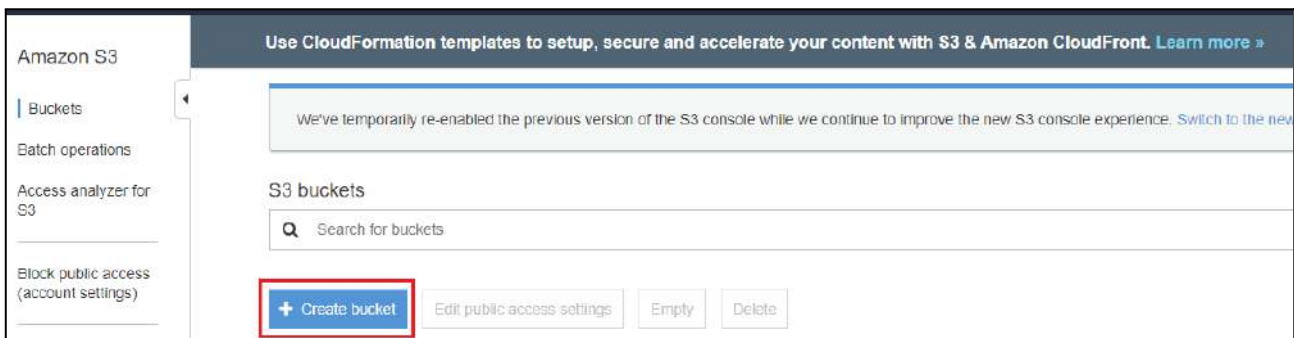 Amazon S3
Buckets
Batch operations
Access analyzer for
S3
Block public access
(account settings)
Use CloudFormation templates to setup, secure and accelerate your content with S3 & Amazon CloudFront. Learn more »
We've temporarily re-enabled the previous version of the S3 console while we continue to improve the new S3 console experience. Switch to the new
S3 buckets
Search for buckets
+ Create bucket
Edit public access settings
Empty
Delete